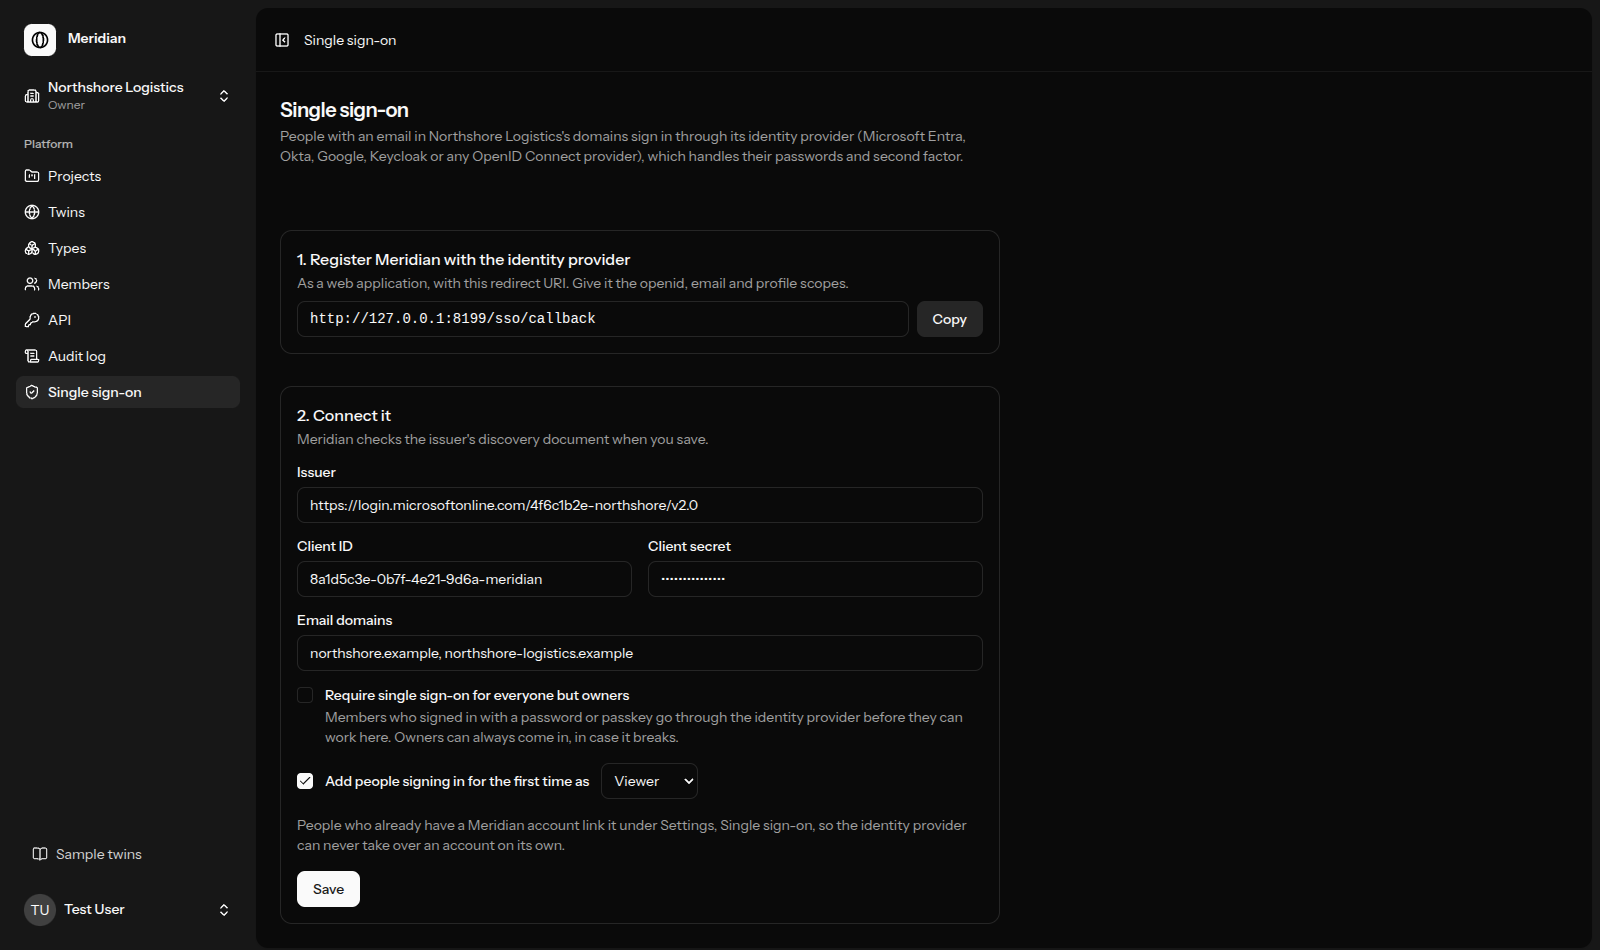 Meridian
Northshore Logistics
Owner
Platform
Projects
Twins
Types
Members
API
Audit log
Single sign-on
Sample twins
TU
Test User
Single sign-on
Single sign-on
People with an email in Northshore Logistics's domains sign in through its identity provider (Microsoft Entra,
Okta, Google, Keycloak or any OpenID Connect provider), which handles their passwords and second factor.
1. Register Meridian with the identity provider
As a web application, with this redirect URI. Give it the openid, email and profile scopes.
http://127.0.0.1:8199/sso/callback
Copy
2. Connect it
Meridian checks the issuer's discovery document when you save.
Issuer
https://login.microsoftonline.com/4f6c1b2e-northshore/v2.0
Client ID
Client secret
8a1d5c3e-0b7f-4e21-9d6a-meridian
Email domains
northshore.example, northshore-logistics.example
Require single sign-on for everyone but owners
Members who signed in with a password or passkey go through the identity provider before they can
work here. Owners can always come in, in case it breaks.
Add people signing in for the first time as
Viewer
People who already have a Meridian account link it under Settings, Single sign-on, so the identity provider
can never take over an account on its own.
Save